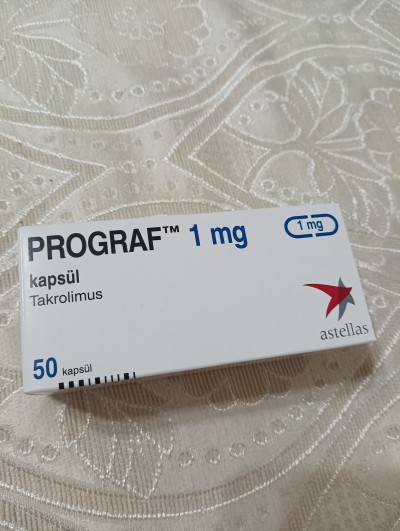 PROGRAF™ 1 mg
1 mg
kapsül
Takrolimus
astellas
50 kapsül